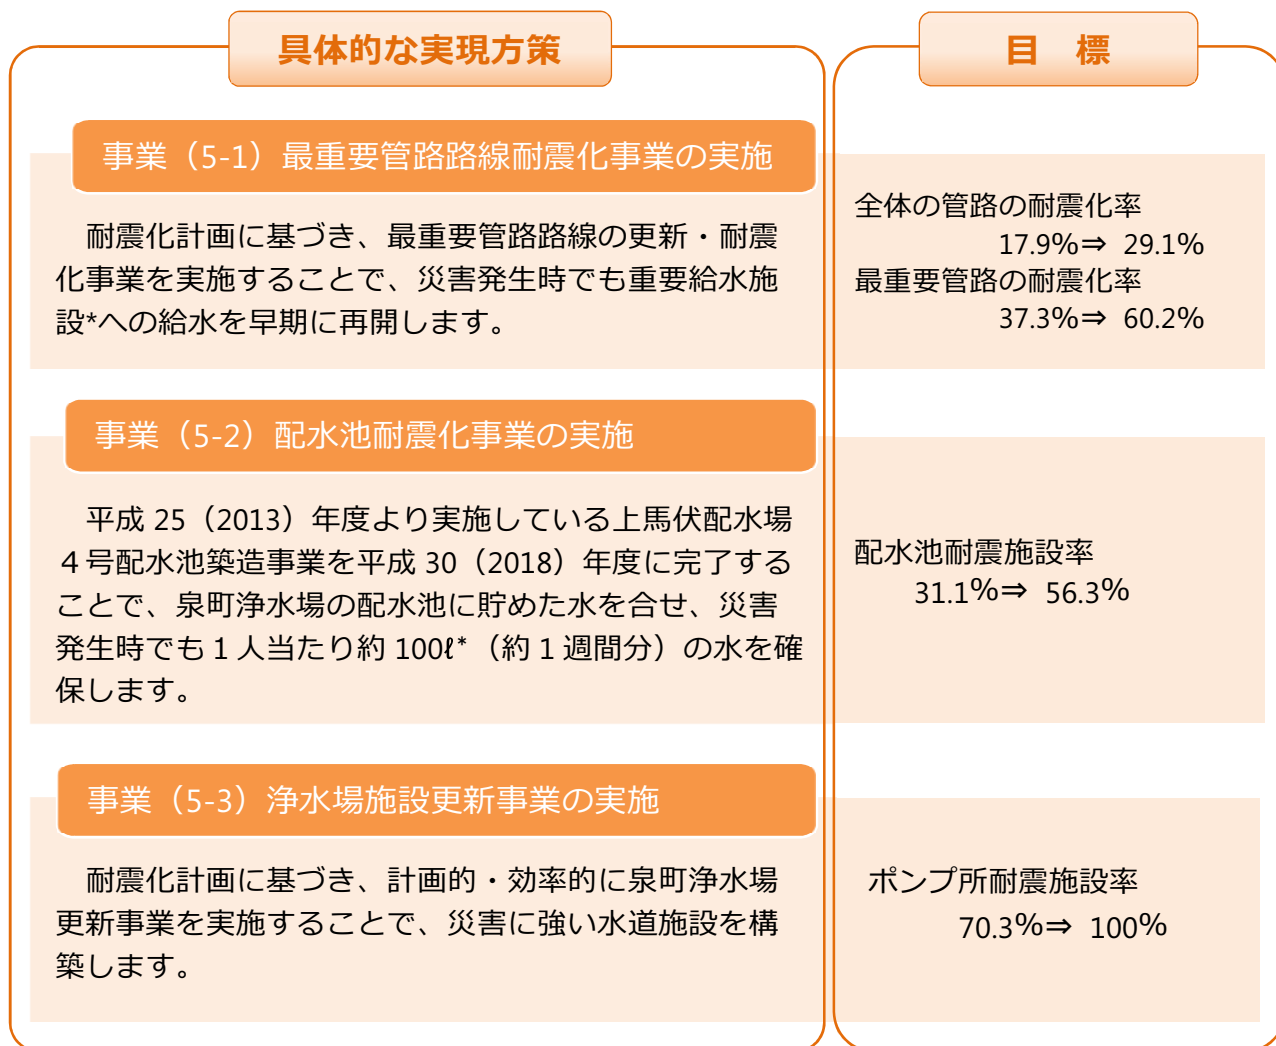 具体的な実現方策
目　標
事業（5-1）最重要管路路線耐震化事業の実施
耐震化計画に基づき、最重要管路路線の更新・耐震
化事業を実施することで、災害発生時でも重要給水施
設*への給水を早期に再開します。
全体の管路の耐震化率
17.9%⇒ 29.1%
最重要管路の耐震化率
37.3%⇒ 60.2%
事業（5-2）配水池耐震化事業の実施
平成 25（2013）年度より実施している上馬伏配水場
４号配水池築造事業を平成 30（2018）年度に完了する
ことで、泉町浄水場の配水池に貯めた水を合せ、災害
発生時でも 1 人当たり約 100ℓ*（約 1 週間分）の水を確
保します。
配水池耐震施設率
31.1%⇒ 56.3%
事業（5-3）浄水場施設更新事業の実施
耐震化計画に基づき、計画的・効率的に泉町浄水場
更新事業を実施することで、災害に強い水道施設を構
築します。
ポンプ所耐震施設率
70.3%⇒ 100%